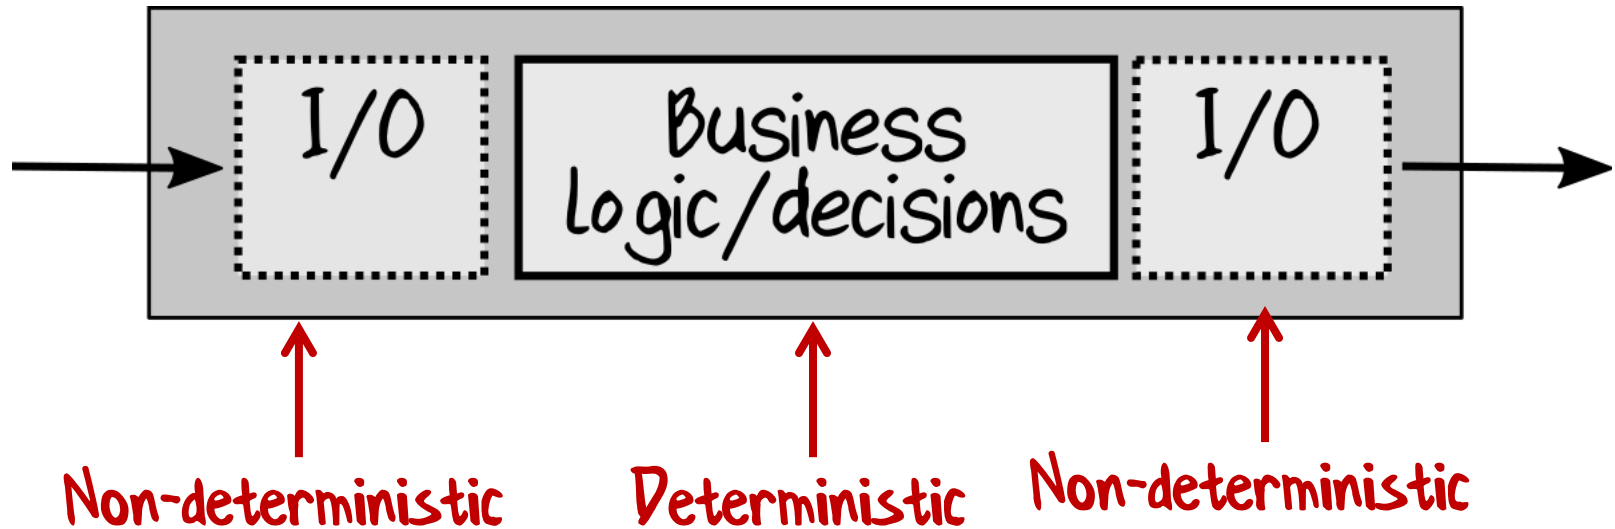 I/O
Business
Logic/decisions
I/O
Non-deterministic
Deterministic
Non-deterministic